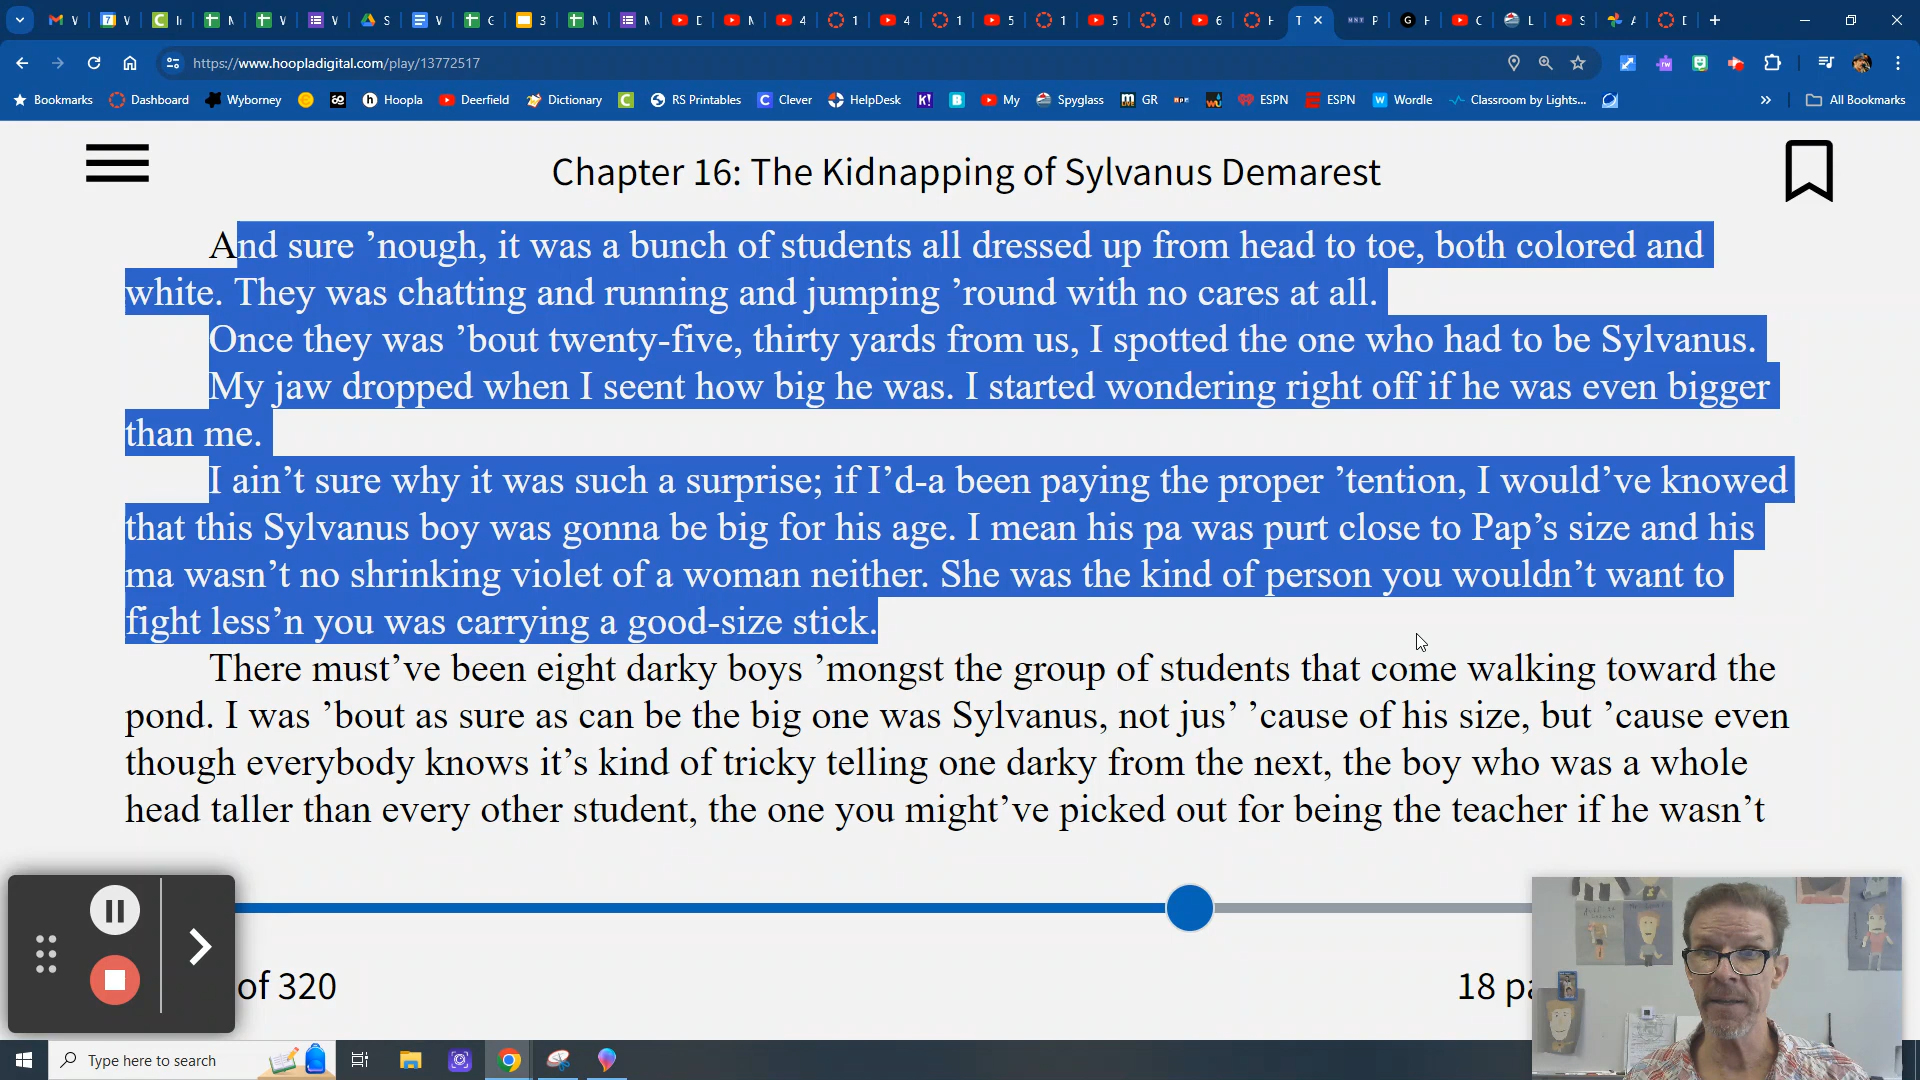 https://www.hoopladigital.com/play/13772517
Bookmarks Dashboard Wyborney Hoopla Deerfield Dictionary RS Printables Clever HelpDesk My Spyglass GR ESPN ESPN Wordle Classroom by Lights... All Bookmarks
Chapter 16: The Kidnapping of Sylvanus Demarest
And sure ’nough, it was a bunch of students all dressed up from head to toe, both colored and
white. They was chatting and running and jumping ’round with no cares at all.
Once they was ’bout twenty-five, thirty yards from us, I spotted the one who had to be Sylvanus.
My jaw dropped when I seent how big he was. I started wondering right off if he was even bigger
than me.
I ain’t sure why it was such a surprise; if I’d-a been paying the proper ’tention, I would’ve knowed
that this Sylvanus boy was gonna be big for his age. I mean his pa was purt close to Pap’s size and his
ma wasn’t no shrinking violet of a woman neither. She was the kind of person you wouldn’t want to
fight less’n you was carrying a good-size stick.
There must’ve been eight darky boys ’mongst the group of students that come walking toward the
pond. I was ’bout as sure as can be the big one was Sylvanus, not jus’ ’cause of his size, but ’cause even
though everybody knows it’s kind of tricky telling one darky from the next, the boy who was a whole
head taller than every other student, the one you might’ve picked out for being the teacher if he wasn’t
of 320
18 pa
Type here to search